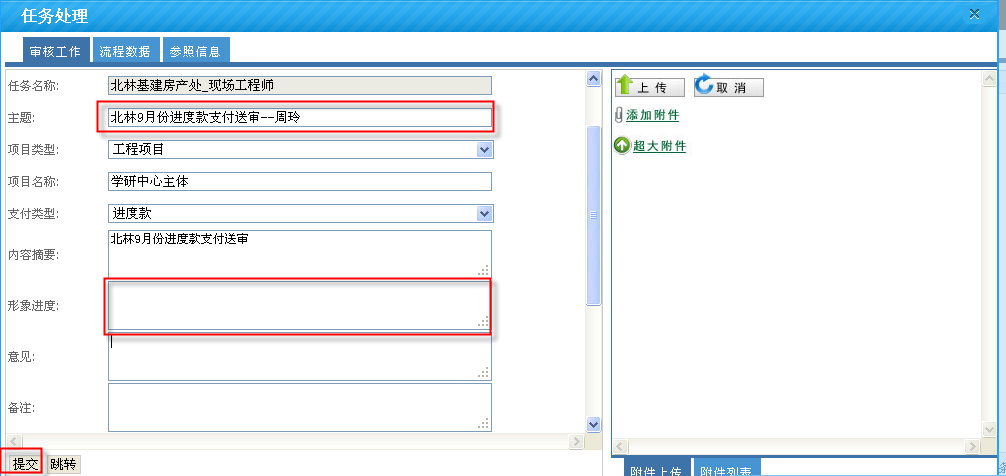 任务处理
审核工作 流程数据 参照信息
任务名称: 北林基建房产处_现场工程师
主题: 北林9月份进度款支付送审--周玲
项目类型: 工程项目
项目名称: 学研中心主体
支付类型: 进度款
内容摘要: 北林9月份进度款支付送审
形象进度:
意见:
备注:
提交 跳转
上传 取消
添加附件
超大附件
附件上传 附件列表